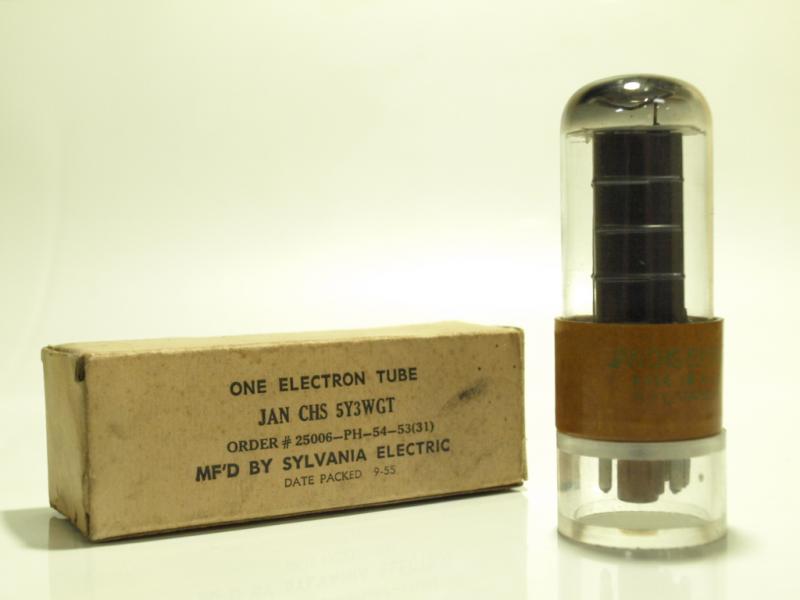 ONE ELECTRON TUBE
JAN CHS 5Y3WGT
ORDER # 25006-PH-54-53(31)
MF'D BY SYLVANIA ELECTRIC
DATE PACKED 9-55